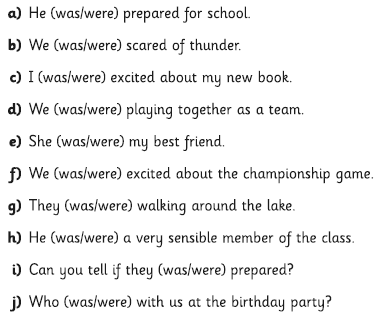 a) He (was/were) prepared for school.
b) We (was/were) scared of thunder.
c) I (was/were) excited about my new book.
d) We (was/were) playing together as a team.
e) She (was/were) my best friend.
f) We (was/were) excited about the championship game.
g) They (was/were) walking around the lake.
h) He (was/were) a very sensible member of the class.
i) Can you tell if they (was/were) prepared?
j) Who (was/were) with us at the birthday party?